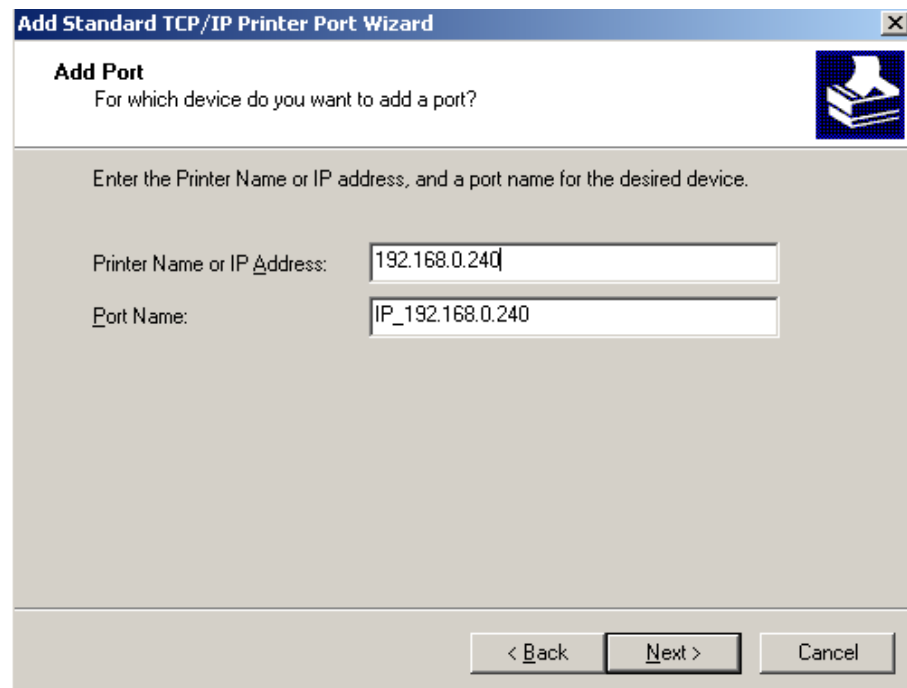 Add Standard TCP/IP Printer Port Wizard
Add Port
For which device do you want to add a port?
Enter the Printer Name or IP address, and a port name for the desired device.
Printer Name or IP Address: 192.168.0.240
Port Name: IP_192.168.0.240
< Back Next > Cancel